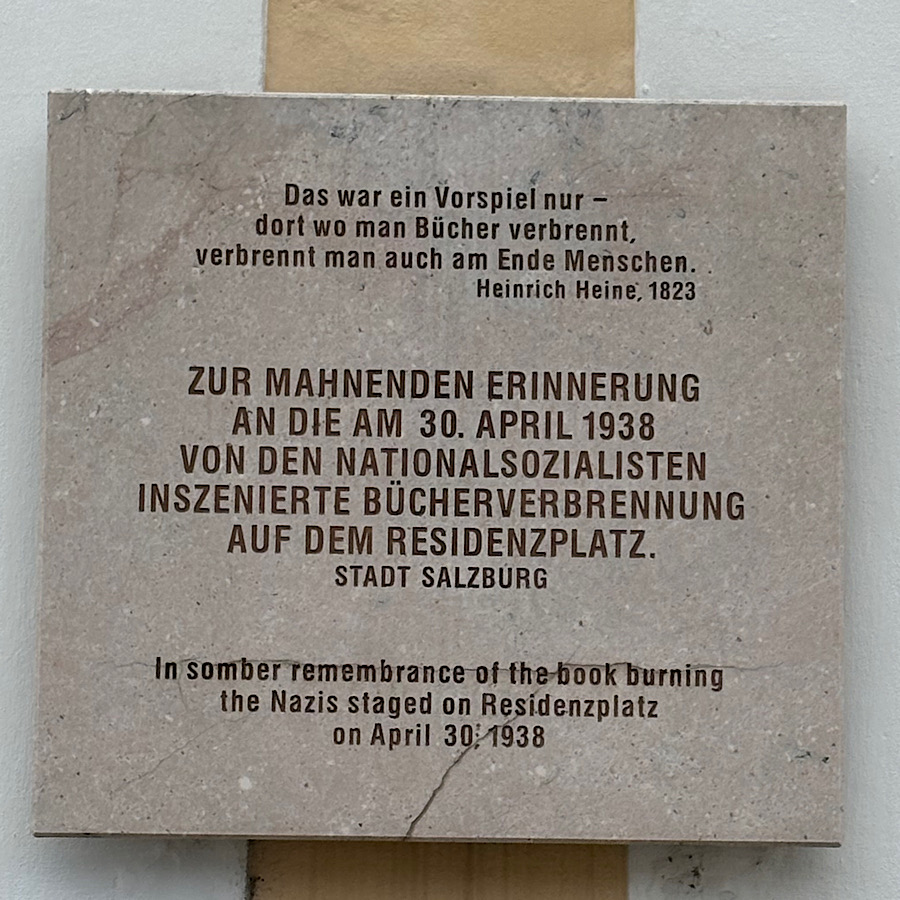 Das war ein Vorspiel nur –
dort wo man Bücher verbrennt,
verbrennt man auch am Ende Menschen.
Heinrich Heine, 1823
ZUR MAHNENDEN ERINNERUNG
AN DIE AM 30. APRIL 1938
VON DEN NATIONALSOZIALISTEN
INSZENIERTE BÜCHERVERBRENNUNG
AUF DEM RESIDENZPLATZ.
STADT SALZBURG
In somber remembrance of the book burning
the Nazis staged on Residenzplatz
on April 30, 1938